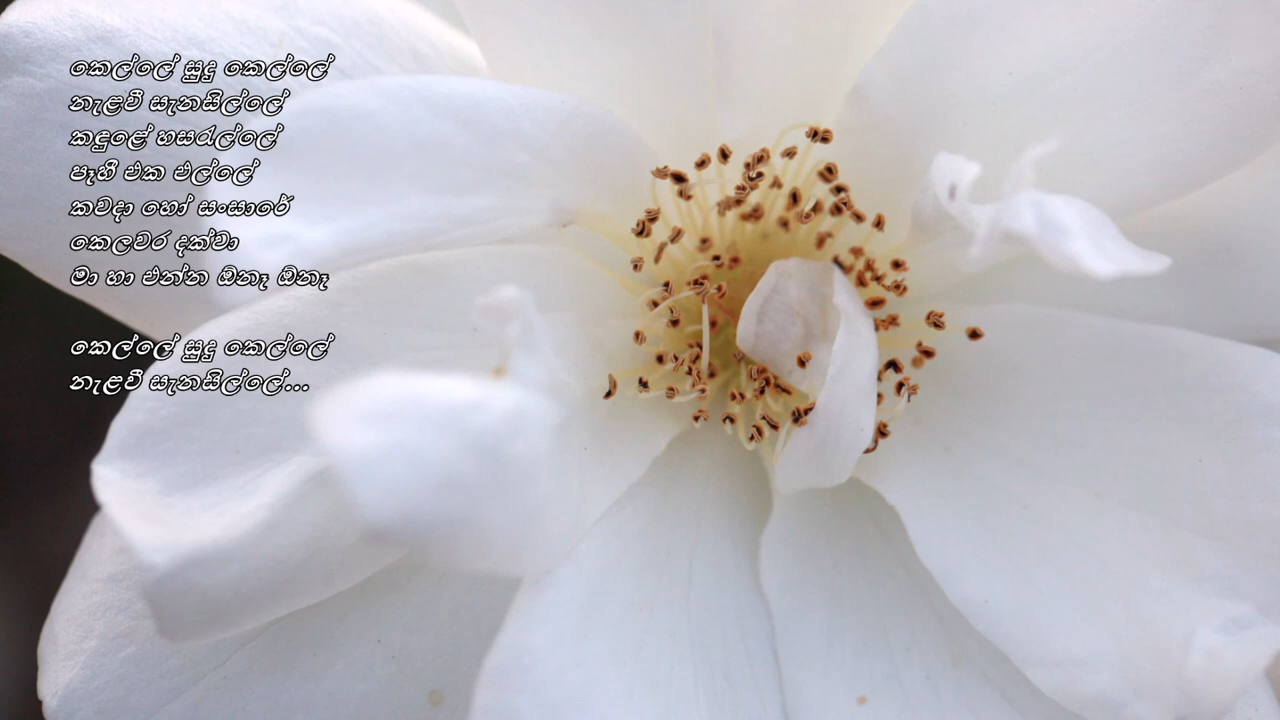 කෙල්ලේ සුදු කෙල්ලේ
නැළවී සැනසිල්ලේ
කඳුළේ හසරැල්ලේ
පෑහී එක එල්ලේ
කවදා හෝ සංසාරේ
කෙලවර දක්වා
මා හා එන්න ඕනෑ ඕනෑ
කෙල්ලේ සුදු කෙල්ලේ
නැළවී සැනසිල්ලේ...